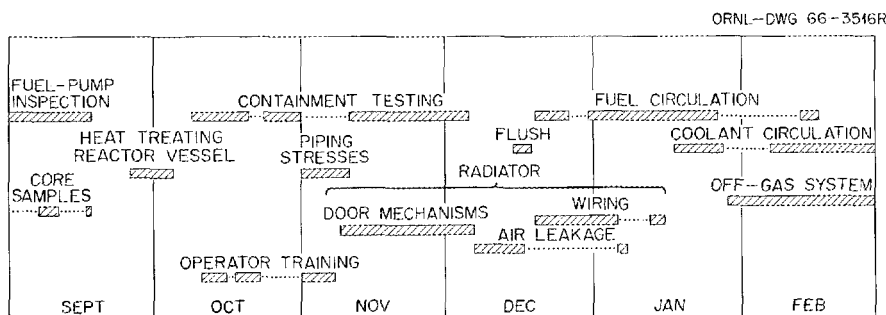 ORNL-DWG 66-3516R
FUEL-PUMP
INSPECTION
CONTAINMENT TESTING
FUEL CIRCULATION
HEAT TREATING
REACTOR VESSEL
PIPING
STRESSES
FLUSH
COOLANT CIRCULATION
CORE
SAMPLES
RADIATOR
OFF-GAS SYSTEM
DOOR MECHANISMS
WIRING
AIR LEAKAGE
OPERATOR TRAINING
SEPT OCT NOV DEC JAN FEB